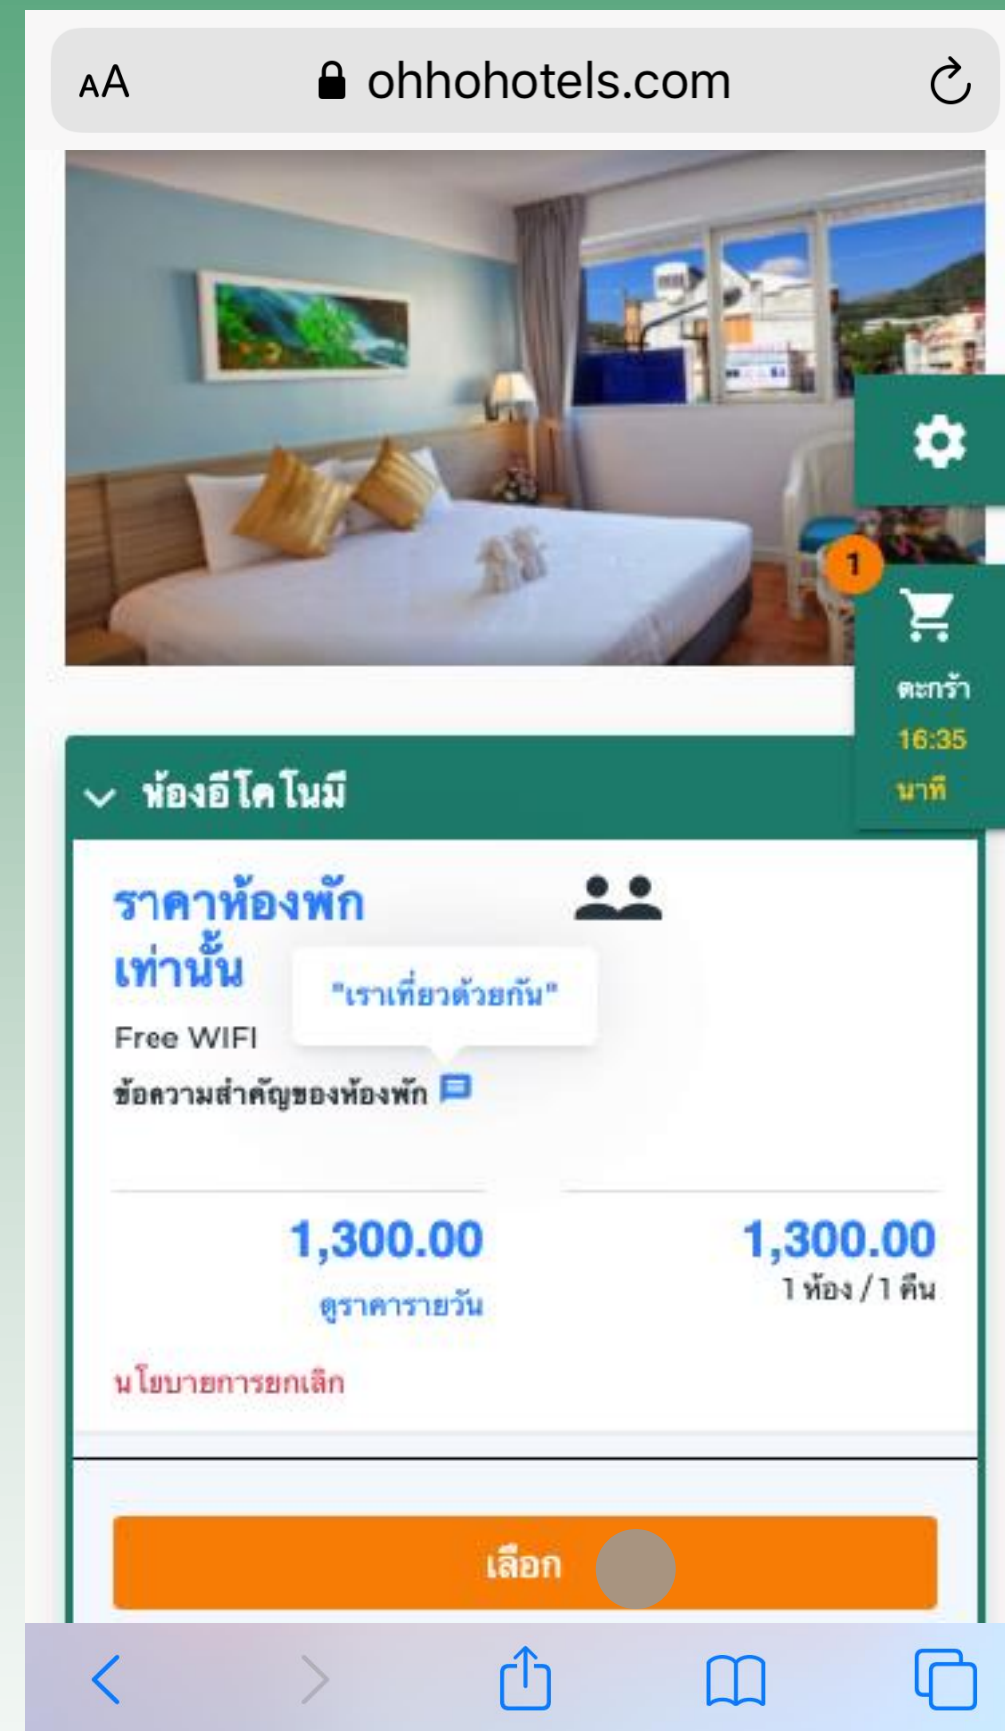 AA
ohhohotels.com
1
ตะกร้า
16:35
นาที
ห้องอีโคโนมี
ราคาห้องพัก
เท่านั้น
"เราเที่ยวด้วยกัน"
Free WIFI
ข้อความสำคัญของห้องพัก
1,300.00
1,300.00
1 ห้อง / 1 คืน
ดูราคารายวัน
นโยบายการยกเลิก
เลือก